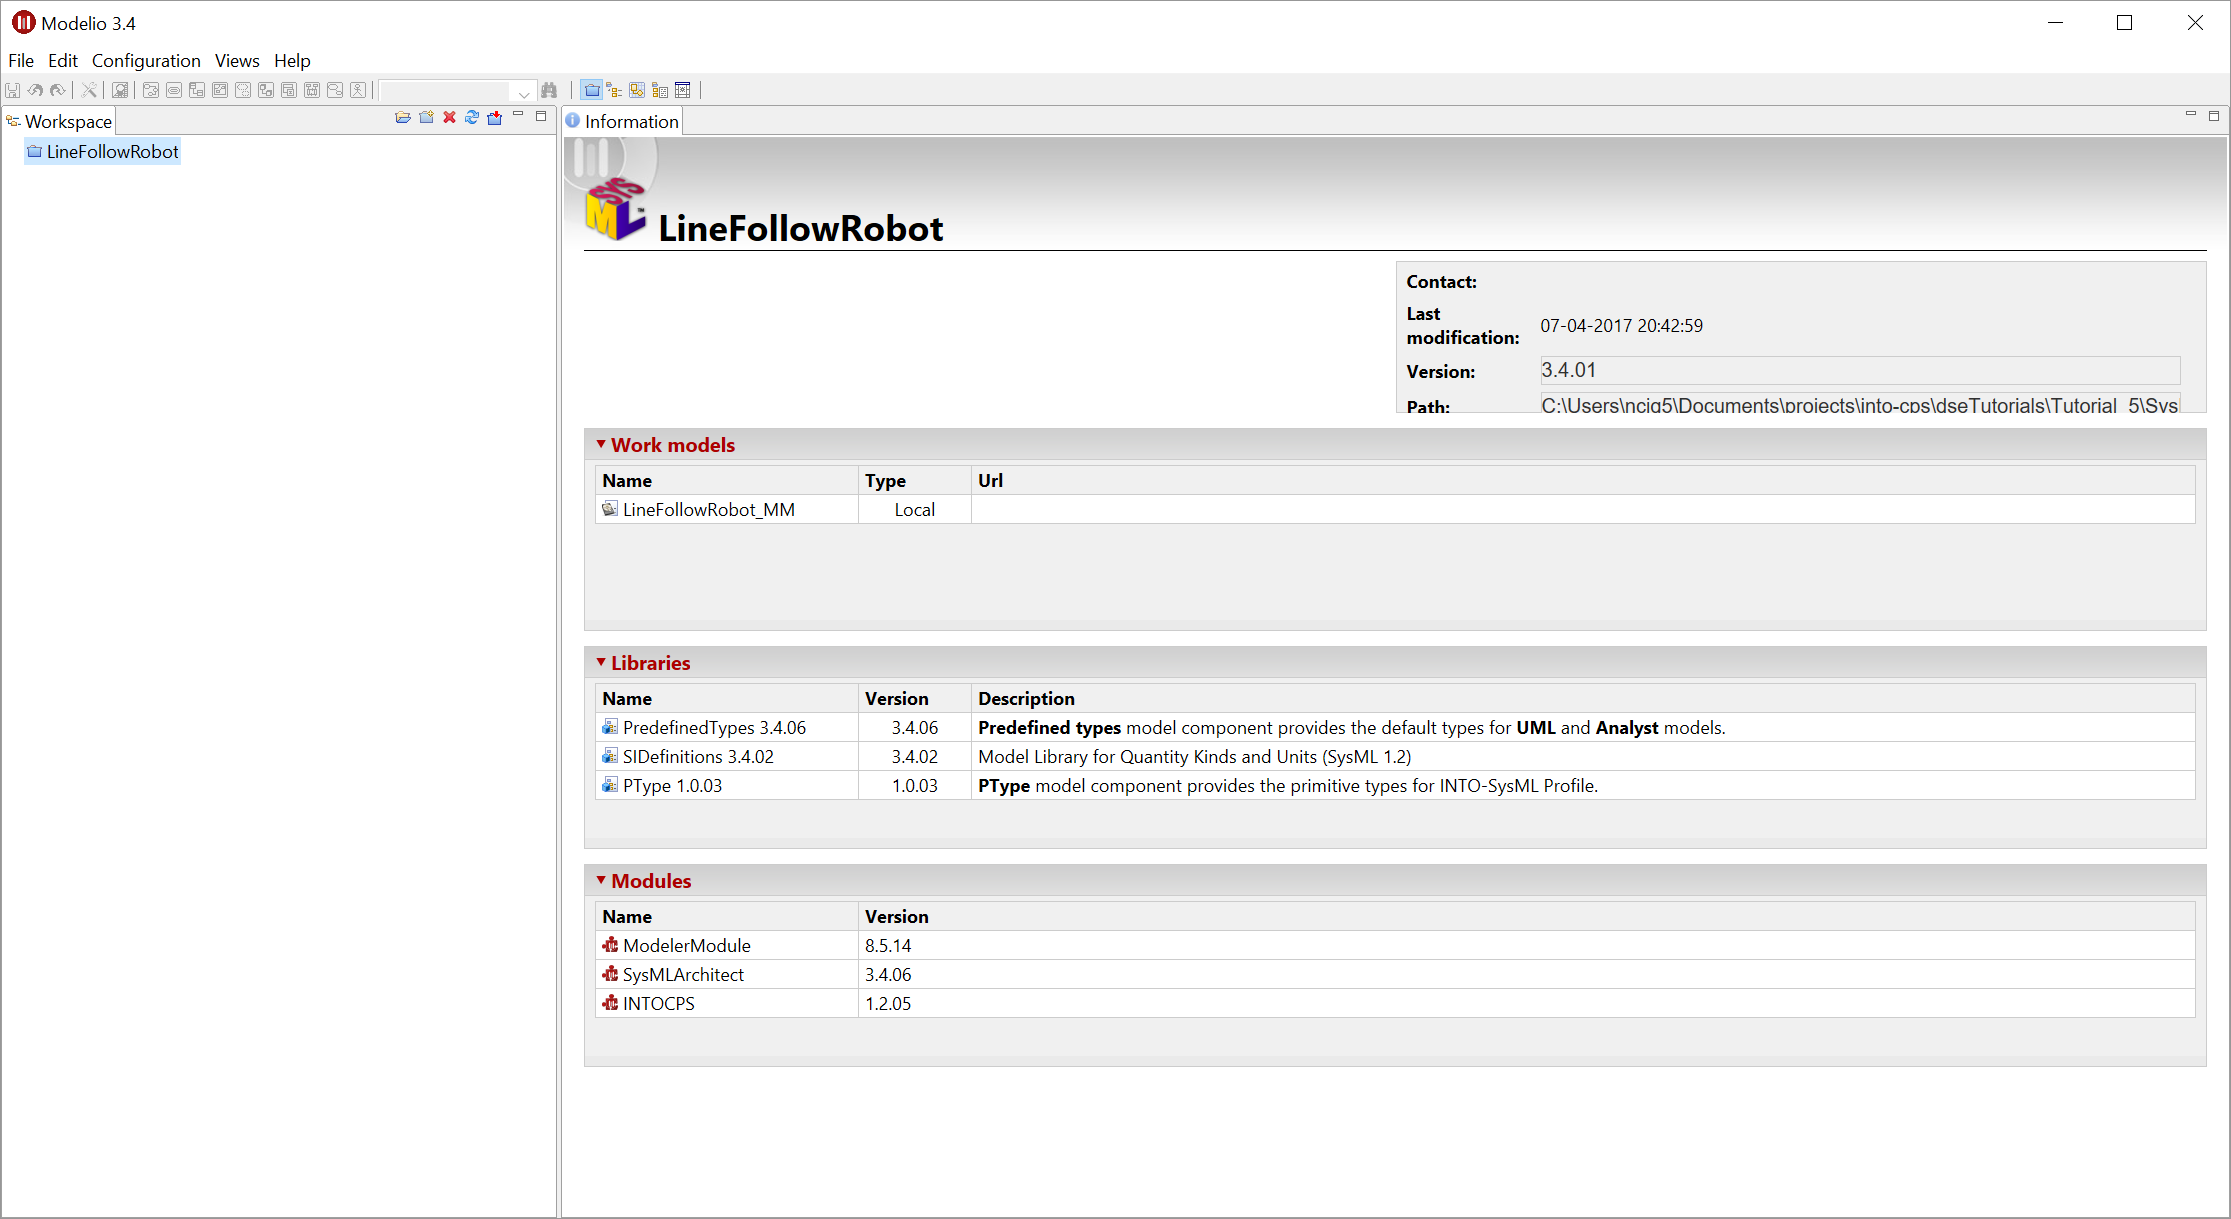 Modelio 3.4
File Edit Configuration Views Help
Workspace
LineFollowRobot
Information
SYS
ML™
LineFollowRobot
Contact:
Last
modification: 07-04-2017 20:42:59
Version: 3.4.01
Path: C:\Users\ncjg5\Documents\projects\into-cps\dseTutorials\Tutorial_5\Sys
Work models
Name Type Url
LineFollowRobot_MM Local
Libraries
Name Version Description
PredefinedTypes 3.4.06 3.4.06 Predefined types model component provides the default types for UML and Analyst models.
SIDefinitions 3.4.02 3.4.02 Model Library for Quantity Kinds and Units (SysML 1.2)
PType 1.0.03 1.0.03 PType model component provides the primitive types for INTO-SysML Profile.
Modules
Name Version
ModelerModule 8.5.14
SysMLArchitect 3.4.06
INTOCPS 1.2.05